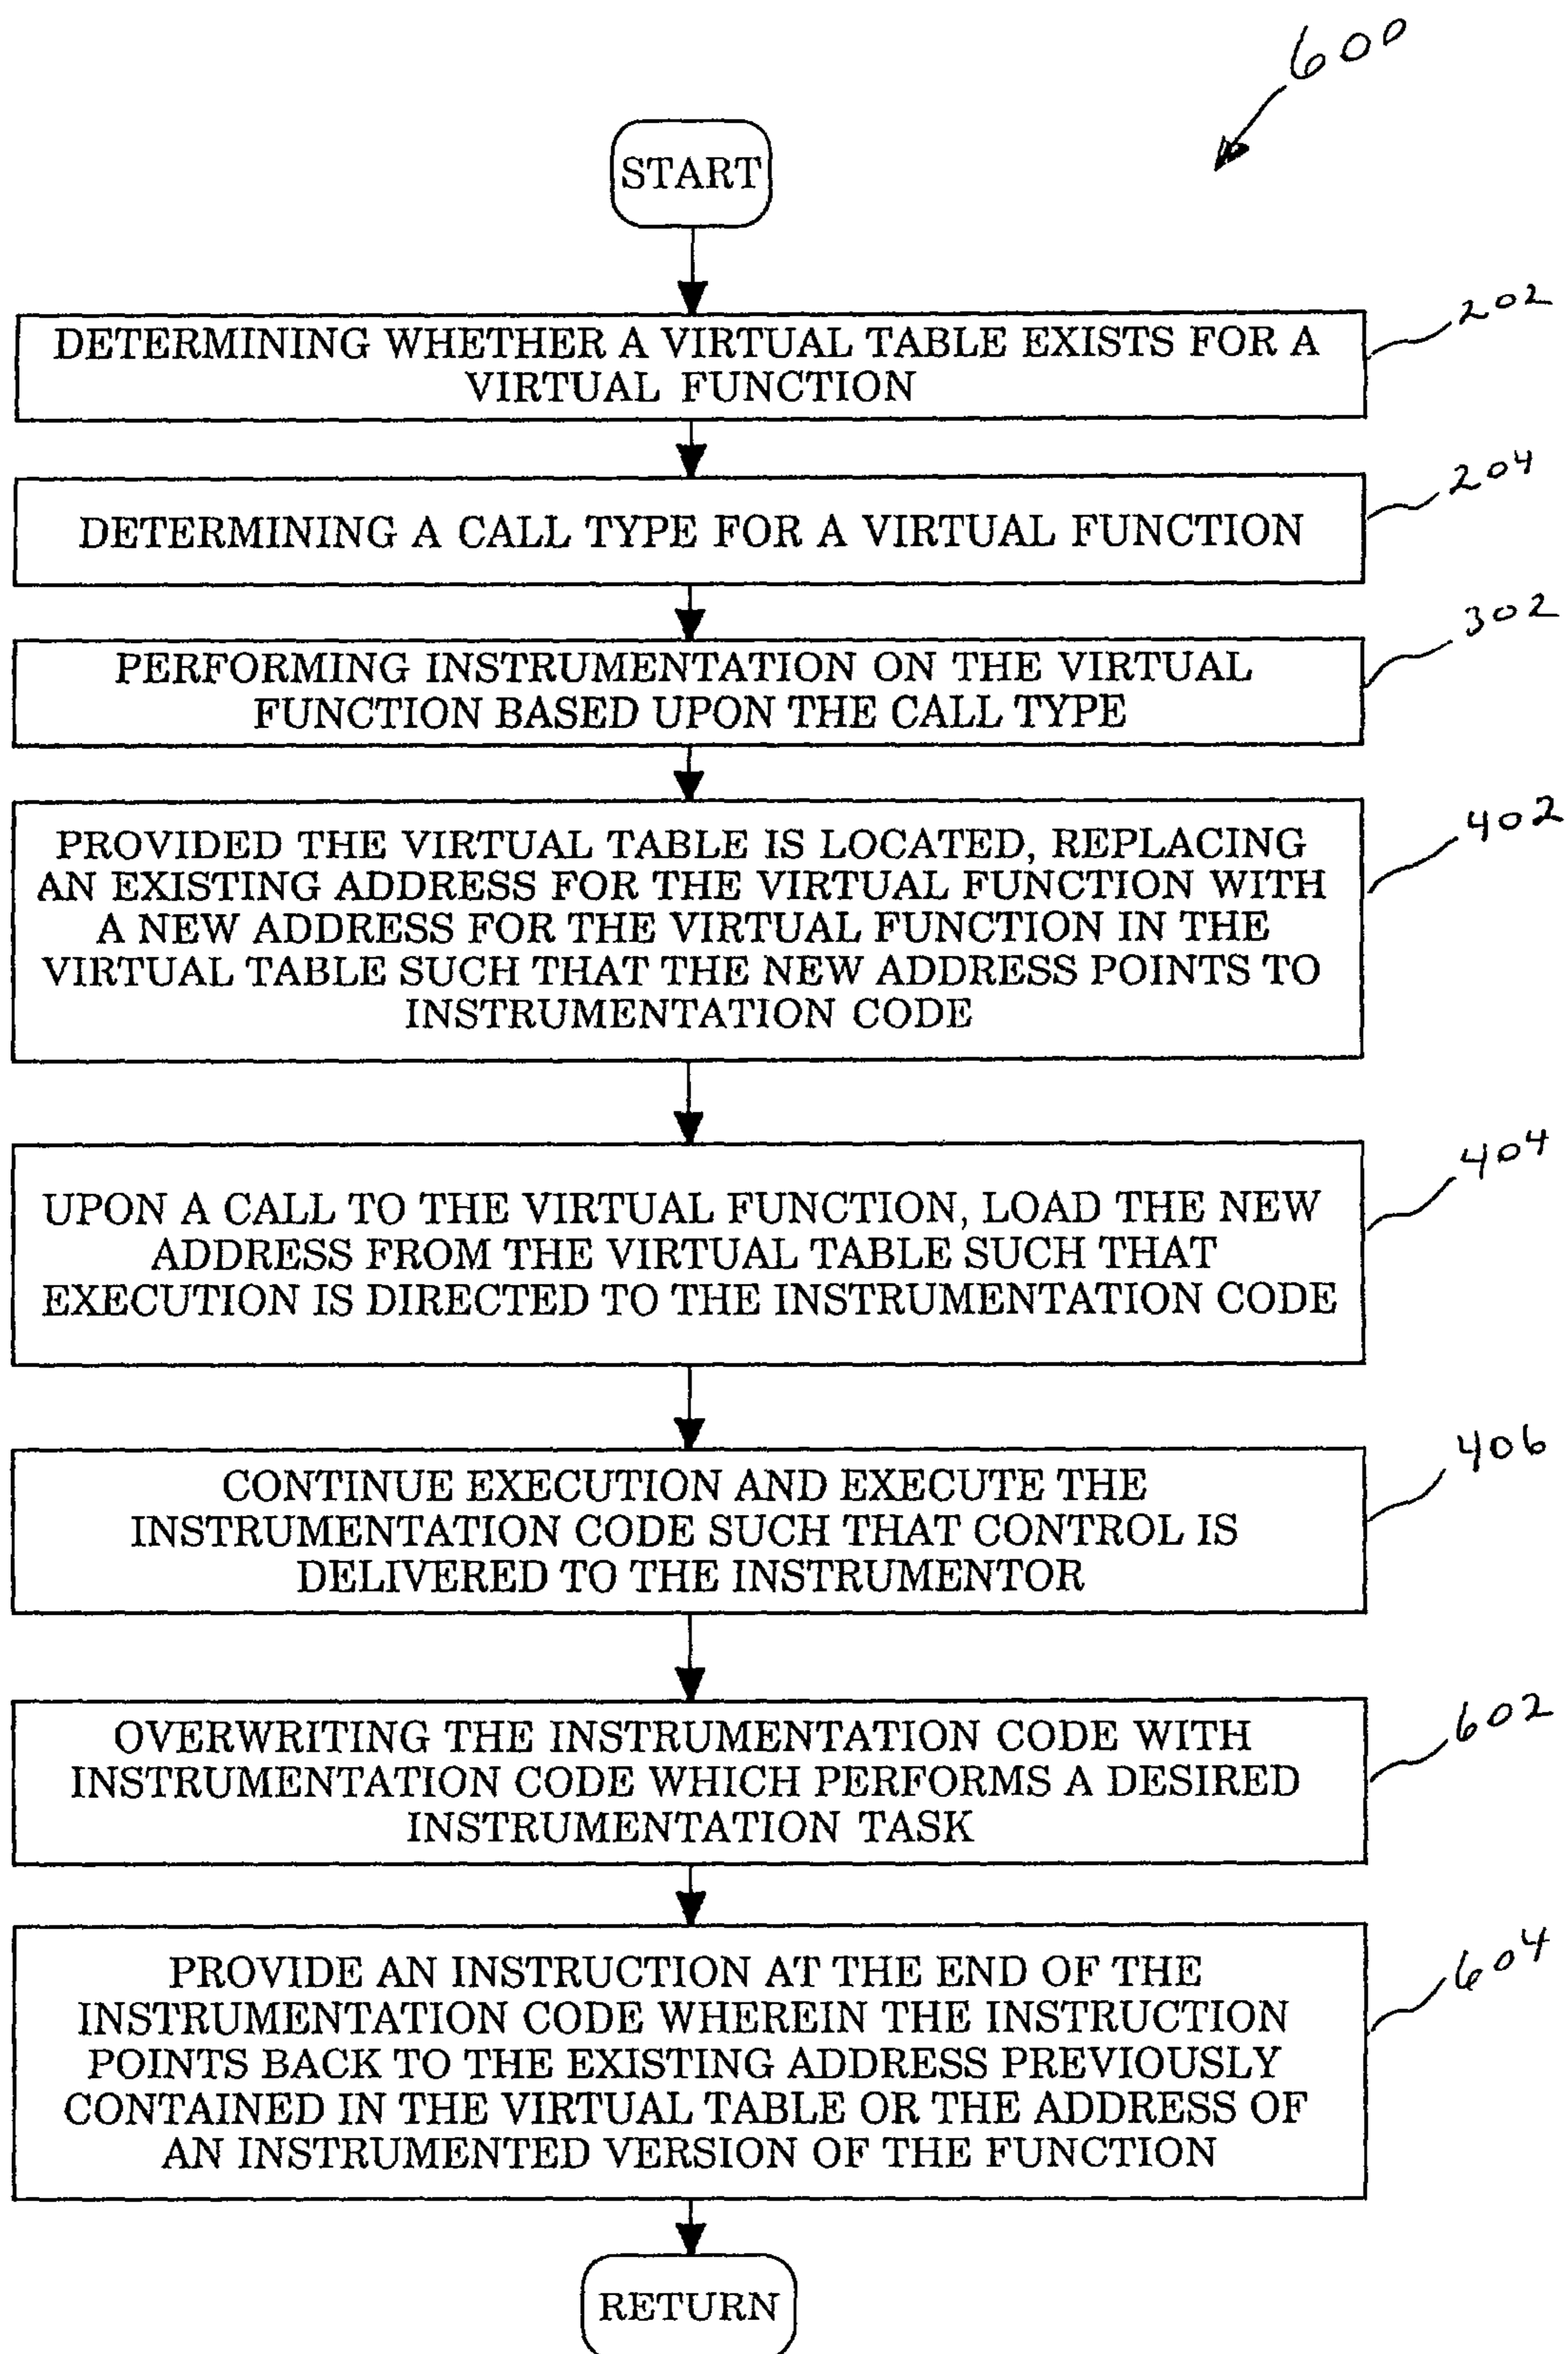 600
START
202
DETERMINING WHETHER A VIRTUAL TABLE EXISTS FOR A
VIRTUAL FUNCTION
204
DETERMINING A CALL TYPE FOR A VIRTUAL FUNCTION
302
PERFORMING INSTRUMENTATION ON THE VIRTUAL
FUNCTION BASED UPON THE CALL TYPE
402
PROVIDED THE VIRTUAL TABLE IS LOCATED, REPLACING
AN EXISTING ADDRESS FOR THE VIRTUAL FUNCTION WITH
A NEW ADDRESS FOR THE VIRTUAL FUNCTION IN THE
VIRTUAL TABLE SUCH THAT THE NEW ADDRESS POINTS TO
INSTRUMENTATION CODE
404
UPON A CALL TO THE VIRTUAL FUNCTION, LOAD THE NEW
ADDRESS FROM THE VIRTUAL TABLE SUCH THAT
EXECUTION IS DIRECTED TO THE INSTRUMENTATION CODE
406
CONTINUE EXECUTION AND EXECUTE THE
INSTRUMENTATION CODE SUCH THAT CONTROL IS
DELIVERED TO THE INSTRUMENTOR
602
OVERWRITING THE INSTRUMENTATION CODE WITH
INSTRUMENTATION CODE WHICH PERFORMS A DESIRED
INSTRUMENTATION TASK
604
PROVIDE AN INSTRUCTION AT THE END OF THE
INSTRUMENTATION CODE WHEREIN THE INSTRUCTION
POINTS BACK TO THE EXISTING ADDRESS PREVIOUSLY
CONTAINED IN THE VIRTUAL TABLE OR THE ADDRESS OF
AN INSTRUMENTED VERSION OF THE FUNCTION
RETURN